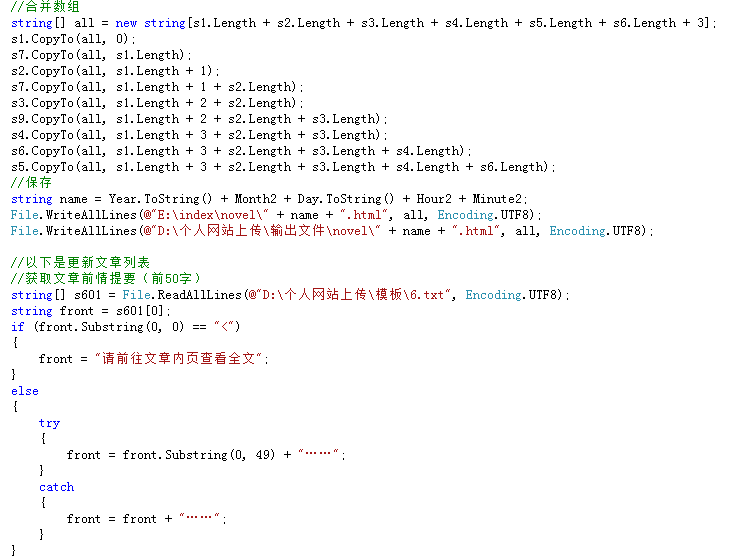 //合并数组
string[] all = new string[s1.Length + s2.Length + s3.Length + s4.Length + s5.Length + s6.Length + 3];
s1.CopyTo(all, 0);
s7.CopyTo(all, s1.Length);
s2.CopyTo(all, s1.Length + 1);
s7.CopyTo(all, s1.Length + 1 + s2.Length);
s3.CopyTo(all, s1.Length + 2 + s2.Length);
s9.CopyTo(all, s1.Length + 2 + s2.Length + s3.Length);
s4.CopyTo(all, s1.Length + 3 + s2.Length + s3.Length);
s6.CopyTo(all, s1.Length + 3 + s2.Length + s3.Length + s4.Length);
s5.CopyTo(all, s1.Length + 3 + s2.Length + s3.Length + s4.Length + s6.Length);
//保存
string name = Year.ToString() + Month2 + Day.ToString() + Hour2 + Minute2;
File.WriteAllLines(@"E:\index\novel\" + name + ".html", all, Encoding.UTF8);
File.WriteAllLines(@"D:\个人网站上传\输出文件\novel\" + name + ".html", all, Encoding.UTF8);
//以下是更新文章列表
//获取文章前情提要（前50字）
string[] s601 = File.ReadAllLines(@"D:\个人网站上传\模板\6.txt", Encoding.UTF8);
string front = s601[0];
if (front.Substring(0, 0) == "<")
{
front = "请前往文章内页查看全文";
}
else
{
try
{
front = front.Substring(0, 49) + "……";
}
catch
{
front = front + "……";
}
}